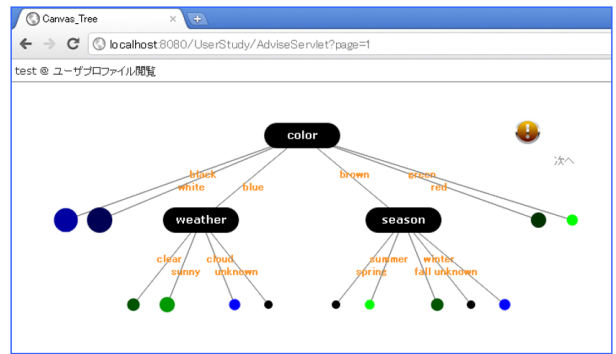 Canvas_Tree
localhost:8080/UserStudy/AdviseServlet?page=1
test @ ユーザプロファイル閲覧
color
次へ
black
brown
green
white
blue
red
weather
season
clear
cloud
summer
winter
sunny
unknown
spring
fall unknown